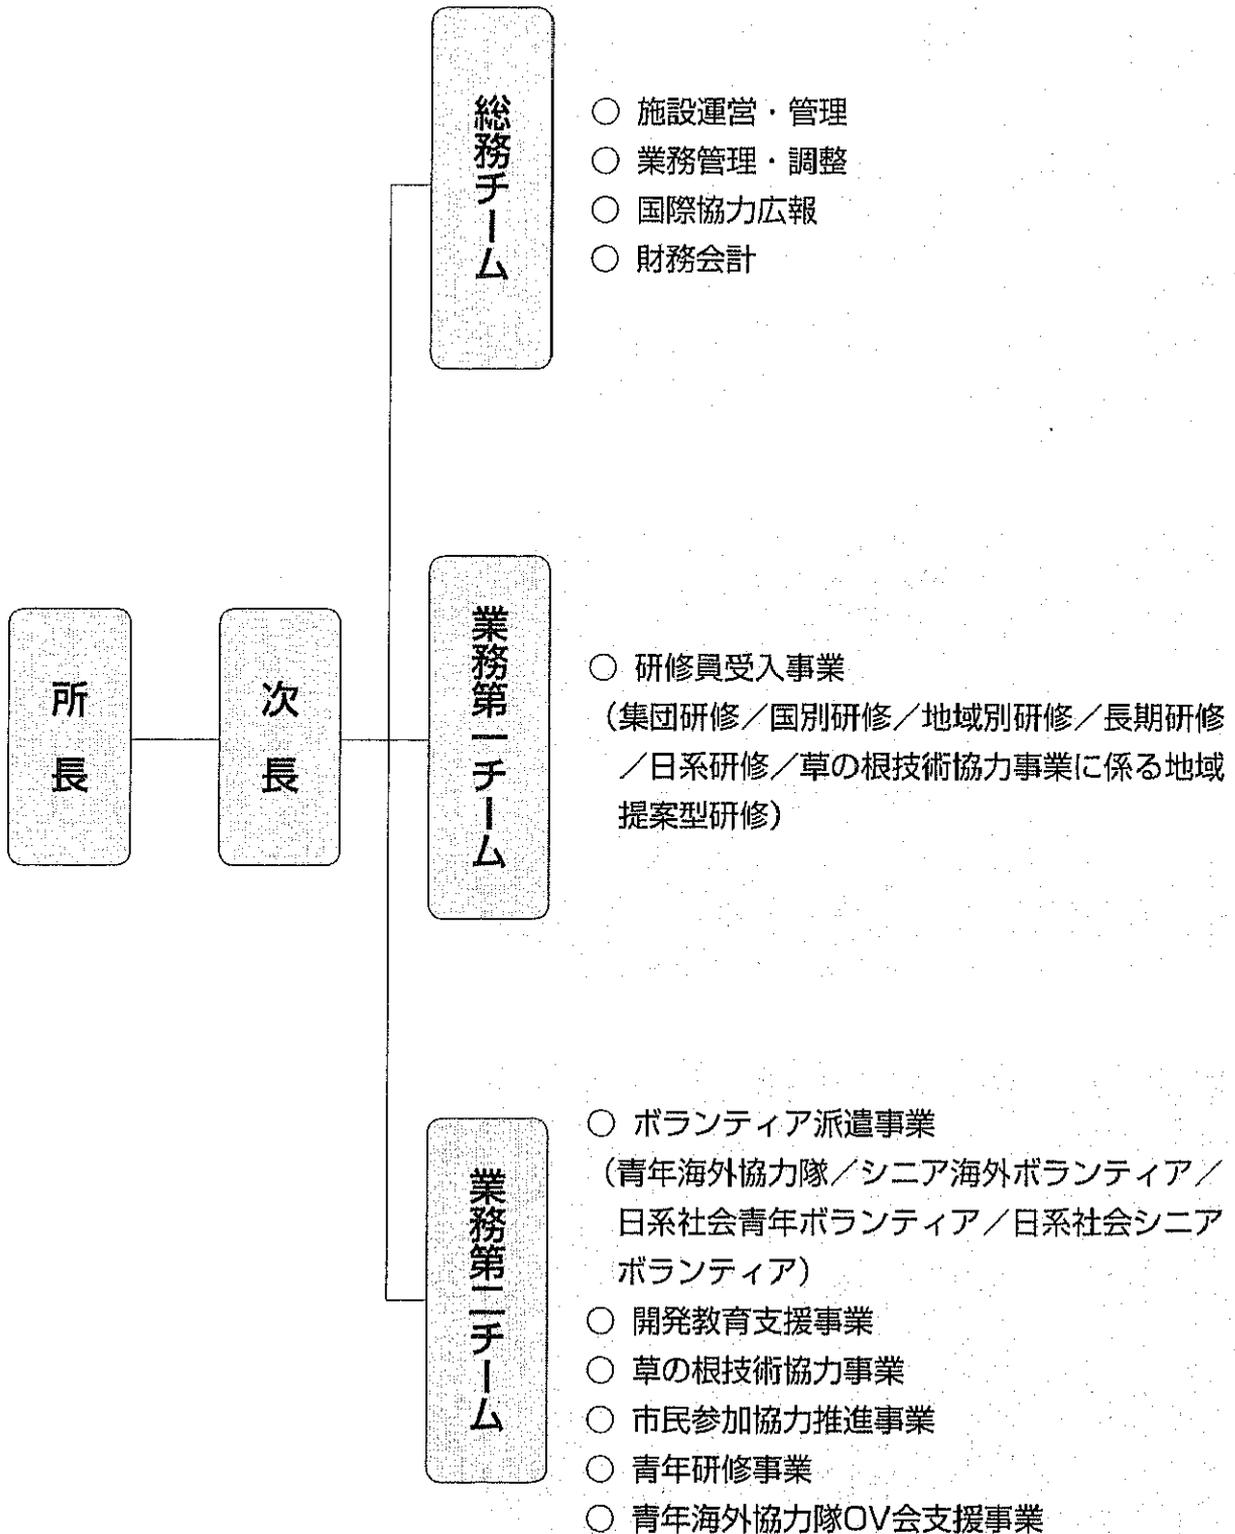 所長
次長
総務チーム
○ 施設運営・管理
○ 業務管理・調整
○ 国際協力広報
○ 財務会計
業務第一チーム
○ 研修員受入事業
（集団研修／国別研修／地域別研修／長期研修
／日系研修／草の根技術協力事業に係る地域
提案型研修）
業務第二チーム
○ ボランティア派遣事業
（青年海外協力隊／シニア海外ボランティア／
日系社会青年ボランティア／日系社会シニア
ボランティア）
○ 開発教育支援事業
○ 草の根技術協力事業
○ 市民参加協力推進事業
○ 青年研修事業
○ 青年海外協力隊OV会支援事業